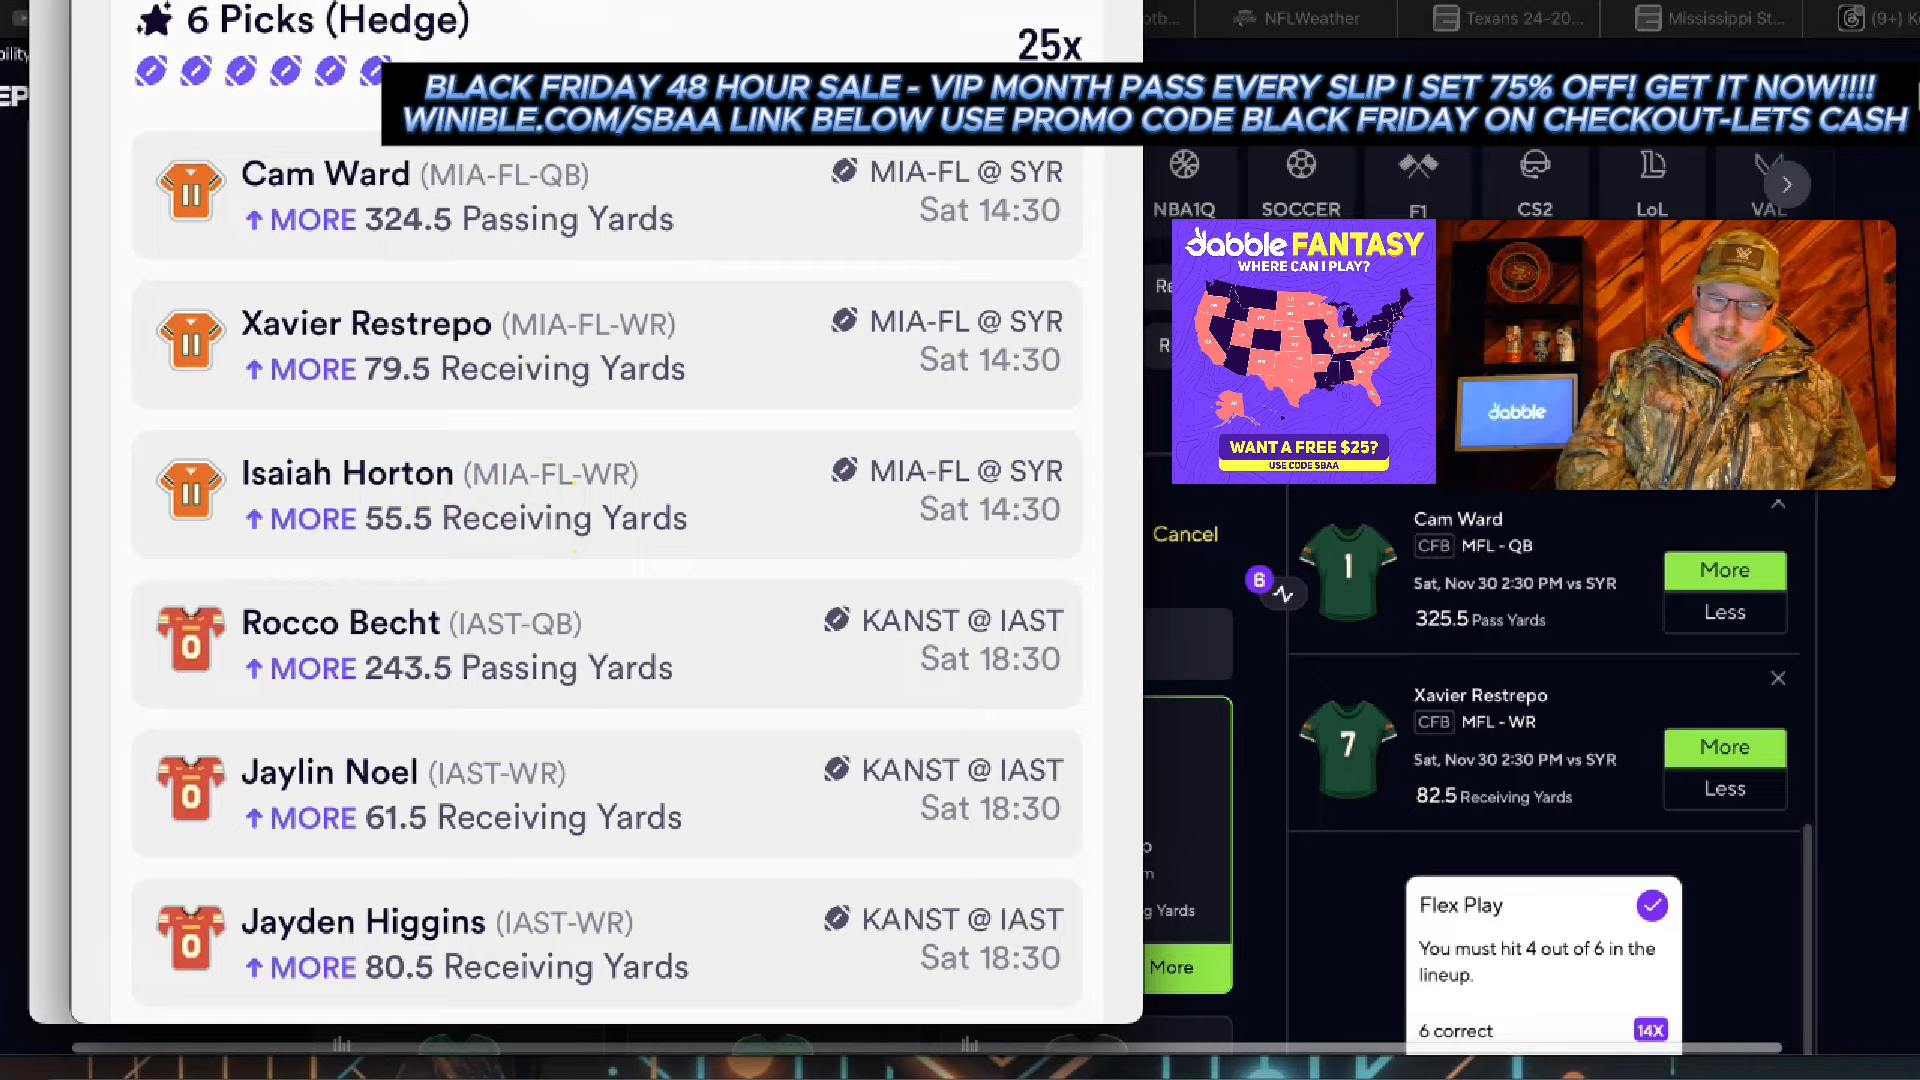 6 Picks (Hedge)
25x
NFLWeather
Texans 24-20...
Mississippi St...
(9+)
BLACK FRIDAY 48 HOUR SALE - VIP MONTH PASS EVERY SLIP I SET 75% OFF! GET IT NOW!!!!
WINIBLE.COM/SBAA LINK BELOW USE PROMO CODE BLACK FRIDAY ON CHECKOUT-LETS CASH
Cam Ward (MIA-FL-QB)
MIA-FL @ SYR
↑ MORE 324.5 Passing Yards
Sat 14:30
Xavier Restrepo (MIA-FL-WR)
MIA-FL @ SYR
↑ MORE 79.5 Receiving Yards
Sat 14:30
Isaiah Horton (MIA-FL-WR)
MIA-FL @ SYR
↑ MORE 55.5 Receiving Yards
Sat 14:30
Rocco Becht (IAST-QB)
KANST @ IAST
↑ MORE 243.5 Passing Yards
Sat 18:30
Jaylin Noel (IAST-WR)
KANST @ IAST
↑ MORE 61.5 Receiving Yards
Sat 18:30
Jayden Higgins (IAST-WR)
KANST @ IAST
↑ MORE 80.5 Receiving Yards
Sat 18:30
NBA1Q
SOCCER
F1
CS2
LoL
VAL
dabble FANTASY
WHERE CAN I PLAY?
WANT A FREE $25?
USE CODE SBAA
dabble
Cancel
6
Cam Ward
CFB MFL - QB
Sat, Nov 30 2:30 PM vs SYR
325.5 Pass Yards
1
More
Less
Xavier Restrepo
CFB MFL - WR
Sat, Nov 30 2:30 PM vs SYR
82.5 Receiving Yards
7
More
Less
g Yards
More
Flex Play
You must hit 4 out of 6 in the
lineup.
6 correct
14X